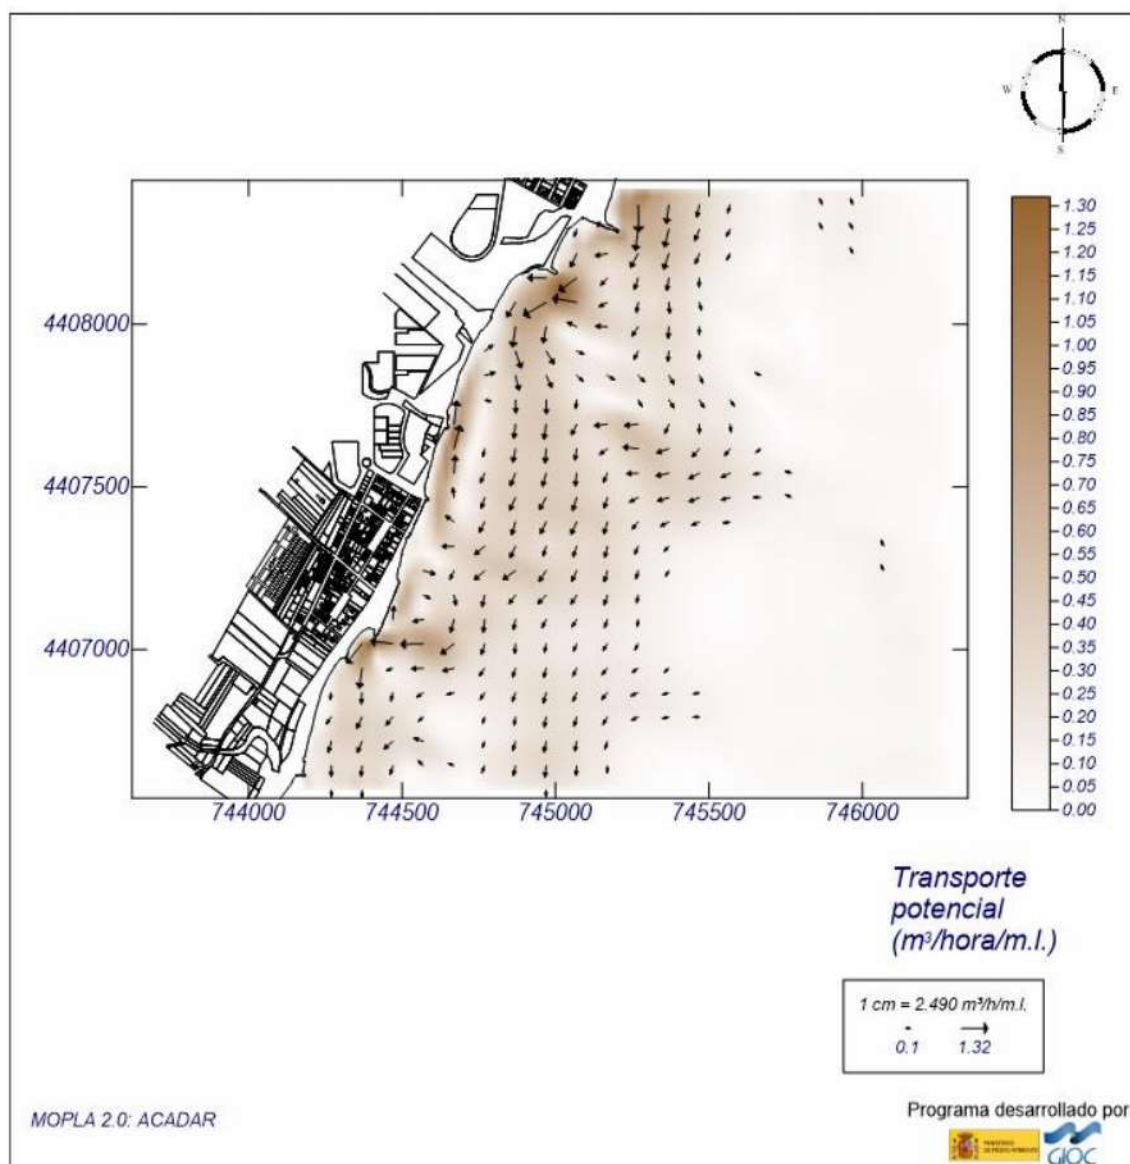 N
W E
S
1.30
1.25
1.20
1.15
1.10
1.05
1.00
0.95
0.90
0.85
0.80
0.75
0.70
0.65
0.60
0.55
0.50
0.45
0.40
0.35
0.30
0.25
0.20
0.15
0.10
0.05
0.00
4408000
4407500
4407000
744000 744500 745000 745500 746000
Transporte
potencial
(m³/hora/m.l.)
1 cm = 2.490 m³/h/m.l.
0.1 1.32
MOPLA 2.0: ACADAR
Programa desarrollado por
MINISTERIO
DE MEDIO AMBIENTE
GIOC